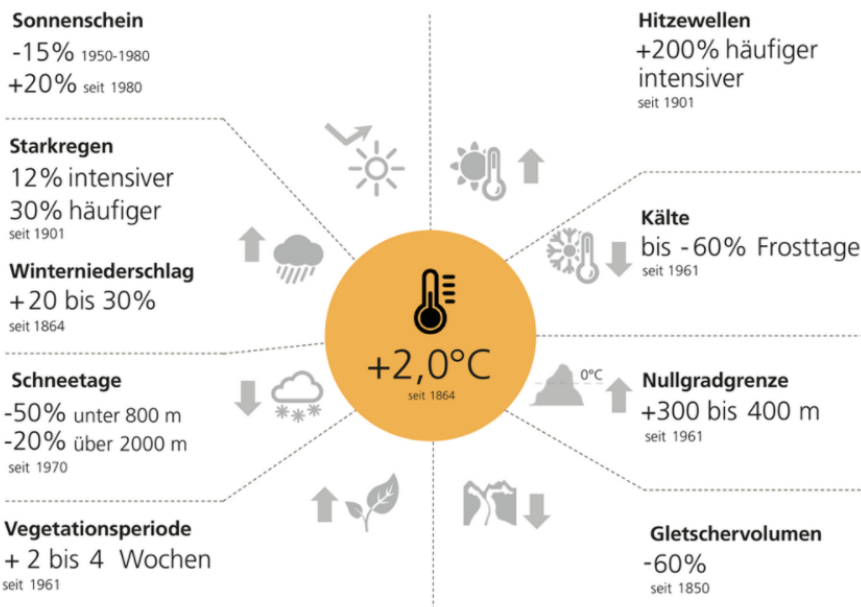 Sonnenschein
-15% 1950-1980
+20% seit 1980
Starkregen
12% intensiver
30% häufiger
seit 1901
Winterniederschlag
+20 bis 30%
seit 1864
Schneetage
-50% unter 800 m
-20% über 2000 m
seit 1970
Vegetationsperiode
+ 2 bis 4 Wochen
seit 1961
+2,0°C
seit 1864
Hitzewellen
+200% häufiger
intensiver
seit 1901
Kälte
bis -60% Frosttage
seit 1961
0°C
Nullgradgrenze
+300 bis 400 m
seit 1961
Gletschervolumen
-60%
seit 1850